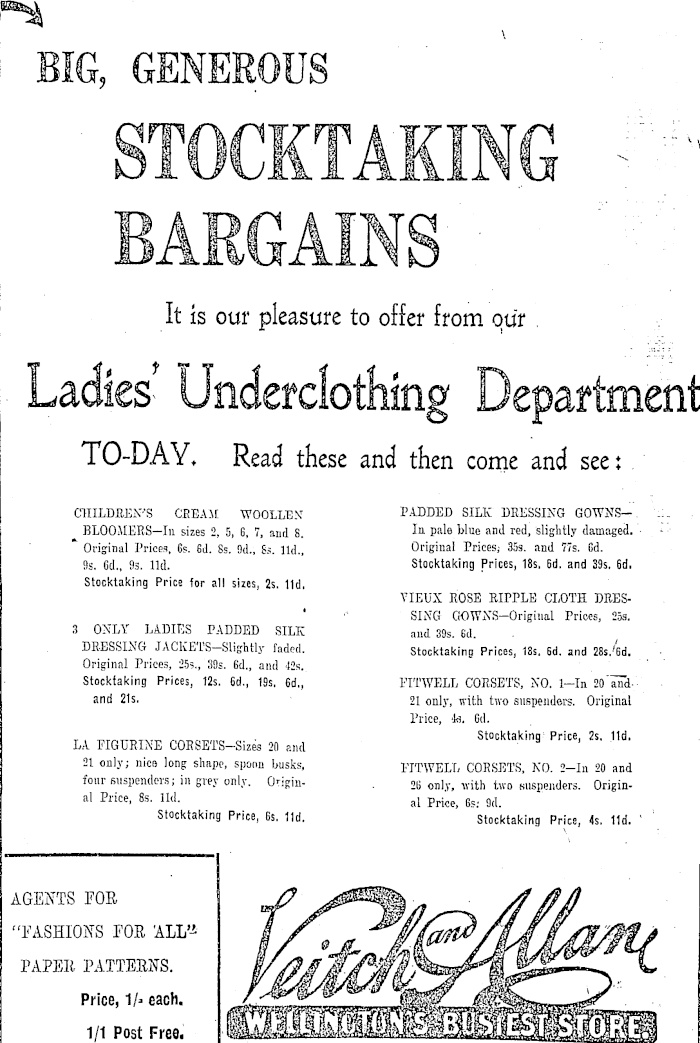 BIG, GENEROUS
STOCKTAKING
BARGAINS
It is our pleasure to offer from our
Ladies' Underclothing Department
TO-DAY. Read these and then come and see:
CHILDREN'S CREAM WOOLLEN
BLOOMERS—In sizes 2, 5, 6, 7, and 8.
Original Prices, 6s. 6d. 8s. 9d., 8s. 11d.,
9s. 6d., 9s. 11d.
Stocktaking Price for all sizes, 2s. 11d.
3 ONLY LADIES PADDED SILK
DRESSING JACKETS—Slightly faded.
Original Prices, 25s., 39s. 6d., and 42s.
Stocktaking Prices, 12s. 6d., 19s. 6d.,
and 21s.
LA FIGURINE CORSETS—Sizes 20 and
21 only; nice long shape, spoon busks,
four suspenders; in grey only. Origin-
al Price, 8s. 11d.
Stocktaking Price, 6s. 11d.
PADDED SILK DRESSING GOWNS—
In pale blue and red, slightly damaged.
Original Prices, 35s. and 77s. 6d.
Stocktaking Prices, 18s. 6d. and 39s. 6d.
VIEUX ROSE RIPPLE CLOTH DRES-
SING GOWNS—Original Prices, 25s.
and 39s. 6d.
Stocktaking Prices, 18s. 6d. and 28s. 6d.
FITWELL CORSETS, NO. 1—In 20 and
21 only, with two suspenders. Original
Price, 4s. 6d.
Stocktaking Price, 2s. 11d.
FITWELL CORSETS, NO. 2—In 20 and
26 only, with two suspenders. Origin-
al Price, 6s. 9d.
Stocktaking Price, 4s. 11d.
AGENTS FOR
"FASHIONS FOR ALL"
PAPER PATTERNS.
Price, 1/- each.
1/1 Post Free.
Veitch and Allan
WELLINGTON'S BUSIEST STORE.